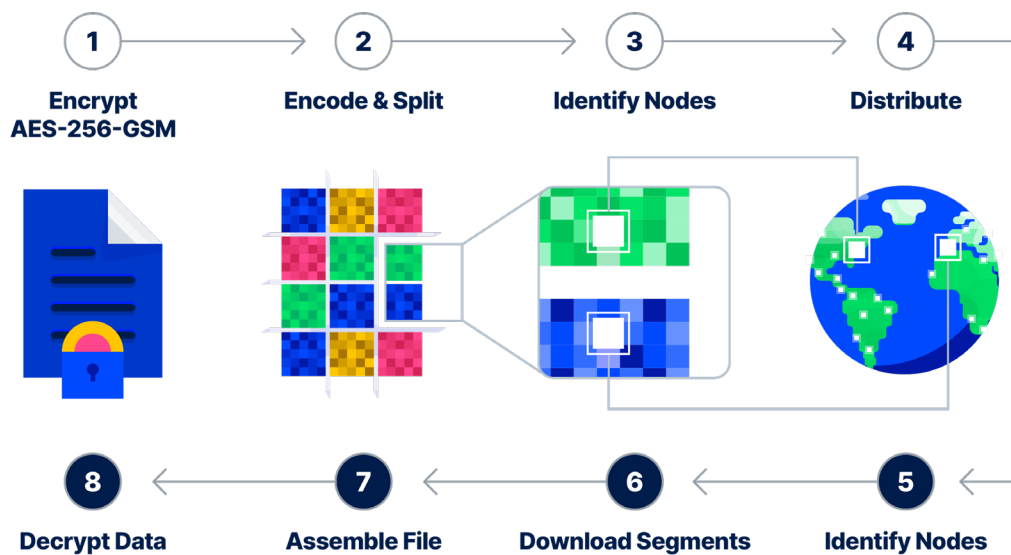 1
2
3
4
Encrypt
AES-256-GSM
Encode & Split
Identify Nodes
Distribute
8
7
6
5
Decrypt Data
Assemble File
Download Segments
Identify Nodes